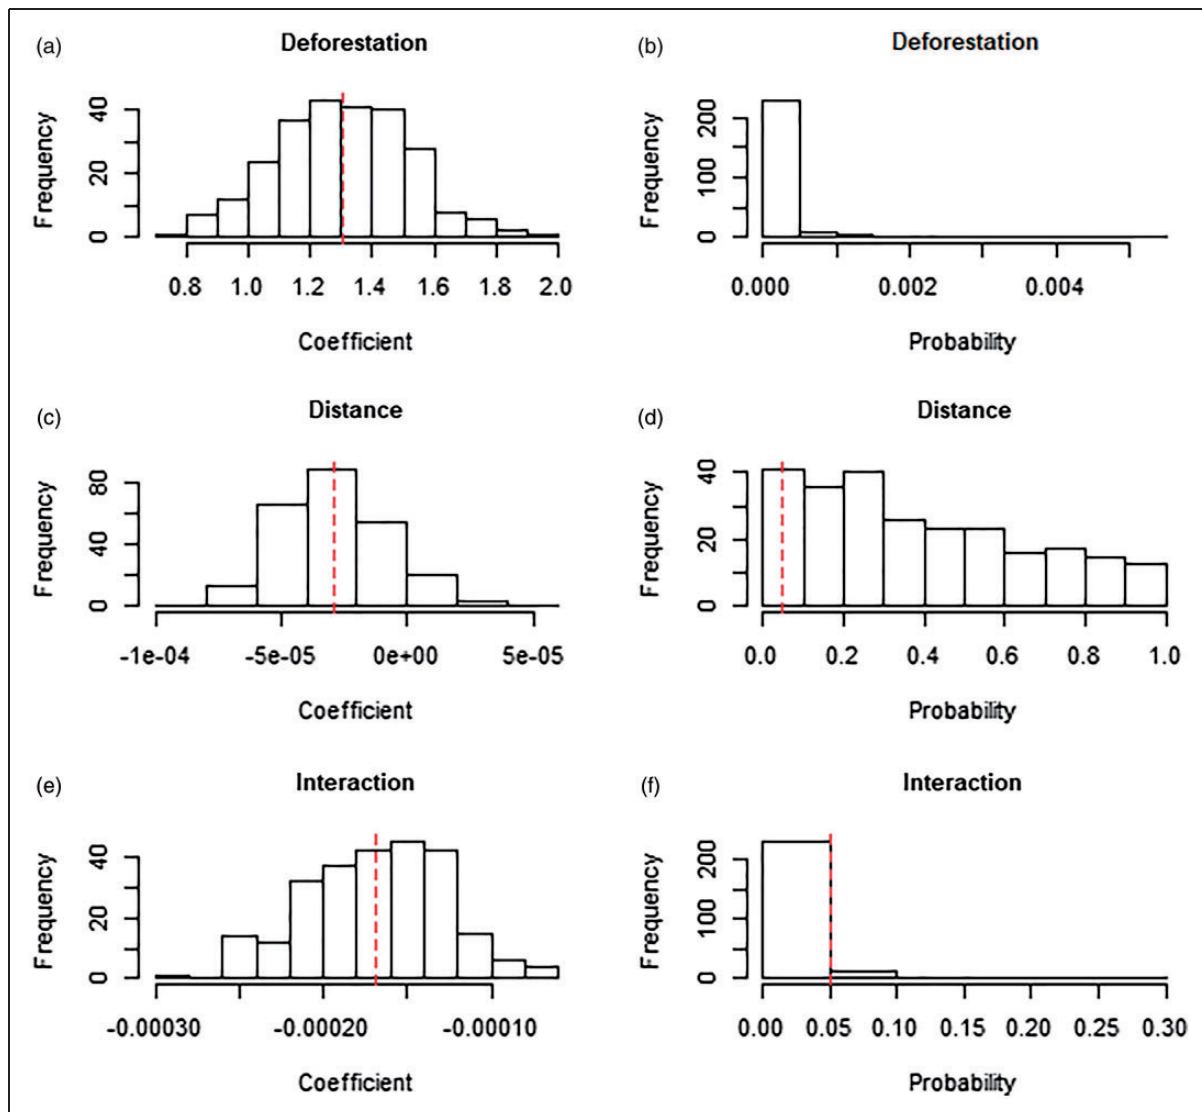 (a) Deforestation
Frequency
0 20 40
0.8 1.0 1.2 1.4 1.6 1.8 2.0
Coefficient
(b) Deforestation
Frequency
0 100 200
0.000 0.002 0.004
Probability
(c) Distance
Frequency
0 40 80
-1e-04 -5e-05 0e+00 5e-05
Coefficient
(d) Distance
Frequency
0 20 40
0.0 0.2 0.4 0.6 0.8 1.0
Probability
(e) Interaction
Frequency
0 20 40
-0.00030 -0.00020 -0.00010
Coefficient
(f) Interaction
Frequency
0 100 200
0.00 0.05 0.10 0.15 0.20 0.25 0.30
Probability